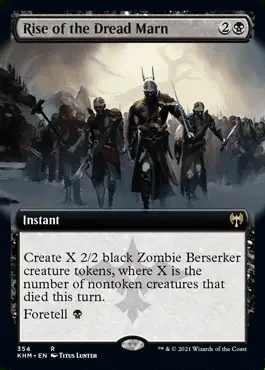 Rise of the Dread Marn 2
Instant
Create X 2/2 black Zombie Berserker
creature tokens, where X is the
number of nontoken creatures that
died this turn.
Foretell
354 R
KHM • EN Titus Lunter
™ & © 2021 Wizards of the Coast